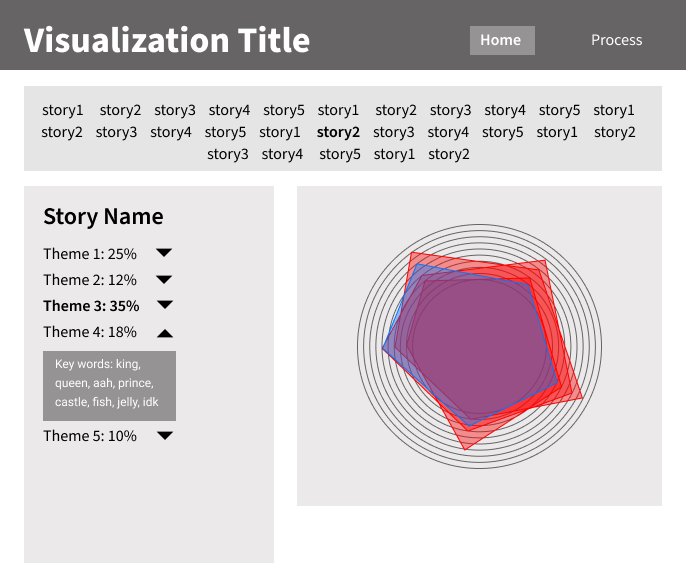 Visualization Title
Home
Process
story1 story2 story3 story4 story5 story1 story2 story3 story4 story5 story1
story2 story3 story4 story5 story1 story2 story3 story4 story5 story1 story2
story3 story4 story5 story1 story2
Story Name
Theme 1: 25%
Theme 2: 12%
Theme 3: 35%
Theme 4: 18%
Key words: king,
queen, aah, prince,
castle, fish, jelly, idk
Theme 5: 10%